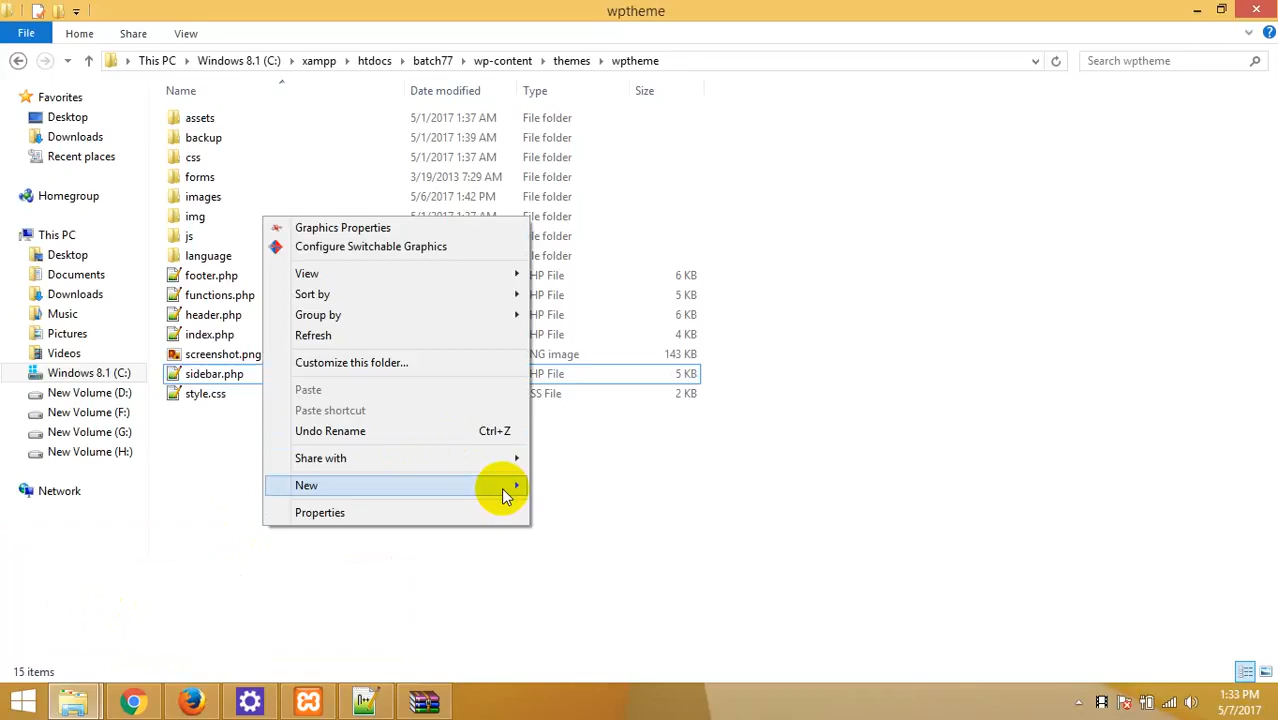 wptheme
File
Home
Share
View
This PC
Windows 8.1 (C:)
xampp
htdocs
batch77
wp-content
themes
wptheme
Search wptheme
Name
Date modified
Type
Size
Favorites
Desktop
Downloads
Recent places
Homegroup
This PC
Desktop
Documents
Downloads
Music
Pictures
Videos
Windows 8.1 (C:)
New Volume (D:)
New Volume (F:)
New Volume (G:)
New Volume (H:)
Network
assets 5/1/2017 1:37 AM File folder
backup 5/1/2017 1:39 AM File folder
css 5/1/2017 1:37 AM File folder
forms 3/19/2013 7:29 AM File folder
images 5/6/2017 1:42 PM File folder
img 5/1/2017 1:37 AM File folder
js le folder
language le folder
footer.php HP File 6 KB
functions.php HP File 5 KB
header.php HP File 6 KB
index.php HP File 4 KB
screenshot.png NG image 143 KB
sidebar.php HP File 5 KB
style.css SS File 2 KB
Graphics Properties
Configure Switchable Graphics
View
Sort by
Group by
Refresh
Customize this folder...
Paste
Paste shortcut
Undo Rename Ctrl+Z
Share with
New
Properties
15 items
1:33 PM
5/7/2017